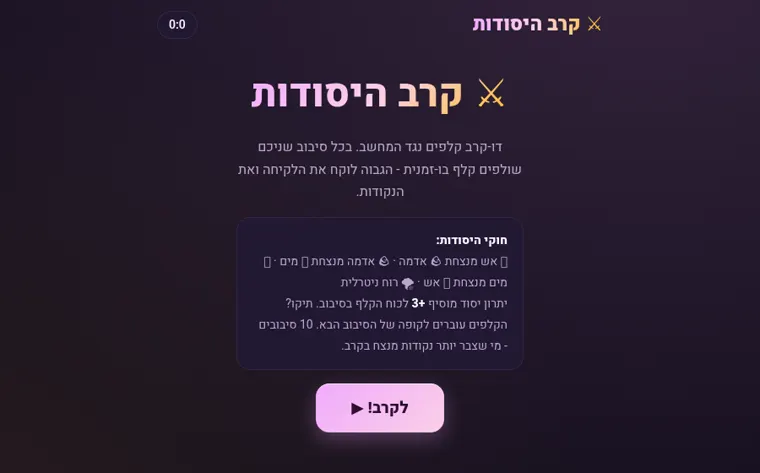 ⚔ קרב היסודות
0:0
⚔ קרב היסודות
דו-קרב קלפים נגד המחשב. בכל סיבוב שניכם
שולפים קלף בו-זמנית - הגבוה לוקח את הלקיחה ואת
הנקודות.
חוקי היסודות:
▯ אש מנצחת 🪨 אדמה · 🪨 אדמה מנצחת ▯ מים · ▯
מים מנצחת ▯ אש · 🌪 רוח ניטרלית
יתרון יסוד מוסיף +3 לכוח הקלף בסיבוב. תיקו?
הקלפים עוברים לקופה של הסיבוב הבא. 10 סיבובים
- מי שצבר יותר נקודות מנצח בקרב.
לקרב! ▶